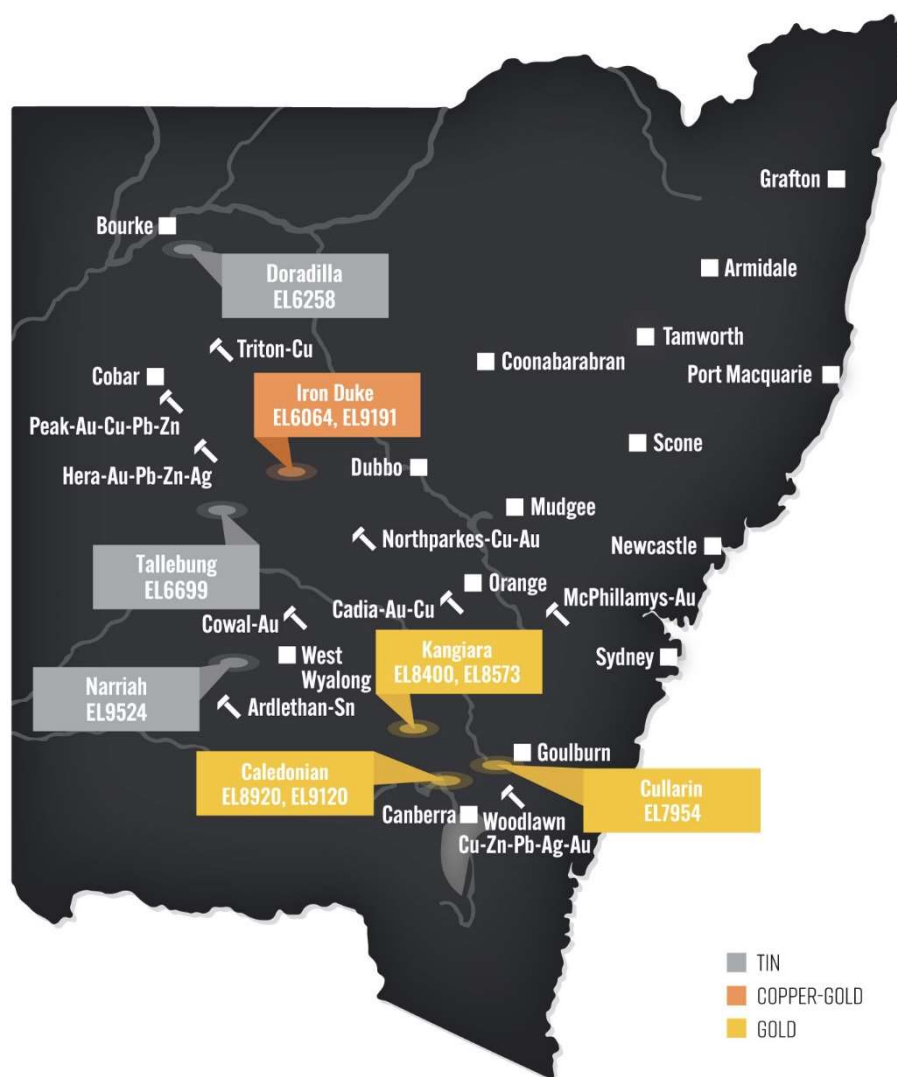 Grafton
Bourke
Doradilla
EL6258
Armidale
Triton-Cu
Tamworth
Coonabarabran
Cobar
Port Macquarie
Iron Duke
EL6064, EL9191
Peak-Au-Cu-Pb-Zn
Scone
Hera-Au-Pb-Zn-Ag
Dubbo
Mudgee
Northparkes-Cu-Au
Newcastle
Tallebung
EL6699
Orange
McPhillamys-Au
Cadia-Au-Cu
Cowal-Au
Kangiara
EL8400, EL8573
Sydney
West
Wyalong
Narriah
EL9524
Ardlethan-Sn
Goulburn
Caledonian
EL8920, EL9120
Cullarin
EL7954
Canberra
Woodlawn
Cu-Zn-Pb-Ag-Au
TIN
COPPER-GOLD
GOLD